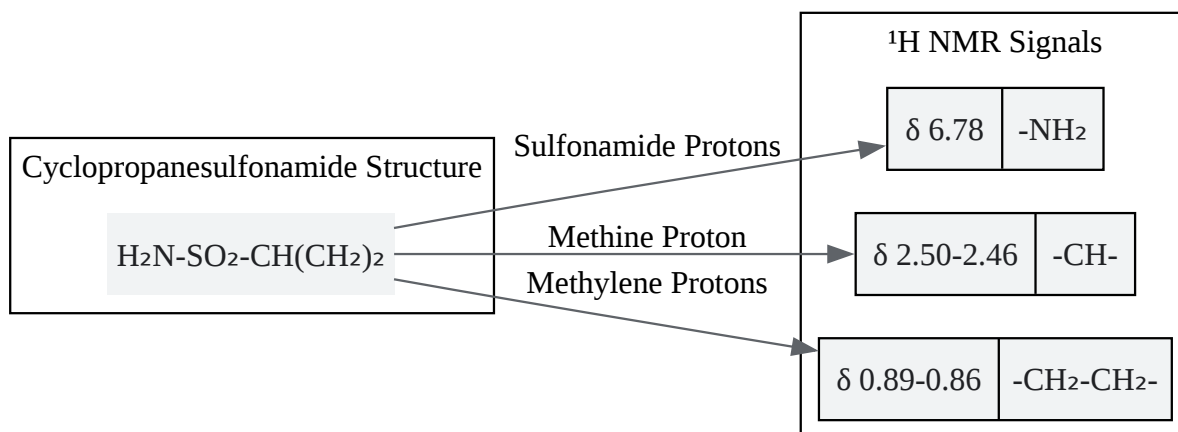 ¹H NMR Signals
δ 6.78 -NH₂
Sulfonamide Protons
Cyclopropanesulfonamide Structure
H₂N-SO₂-CH(CH₂)₂
Methine Proton
δ 2.50-2.46 -CH-
Methylene Protons
δ 0.89-0.86 -CH₂-CH₂-